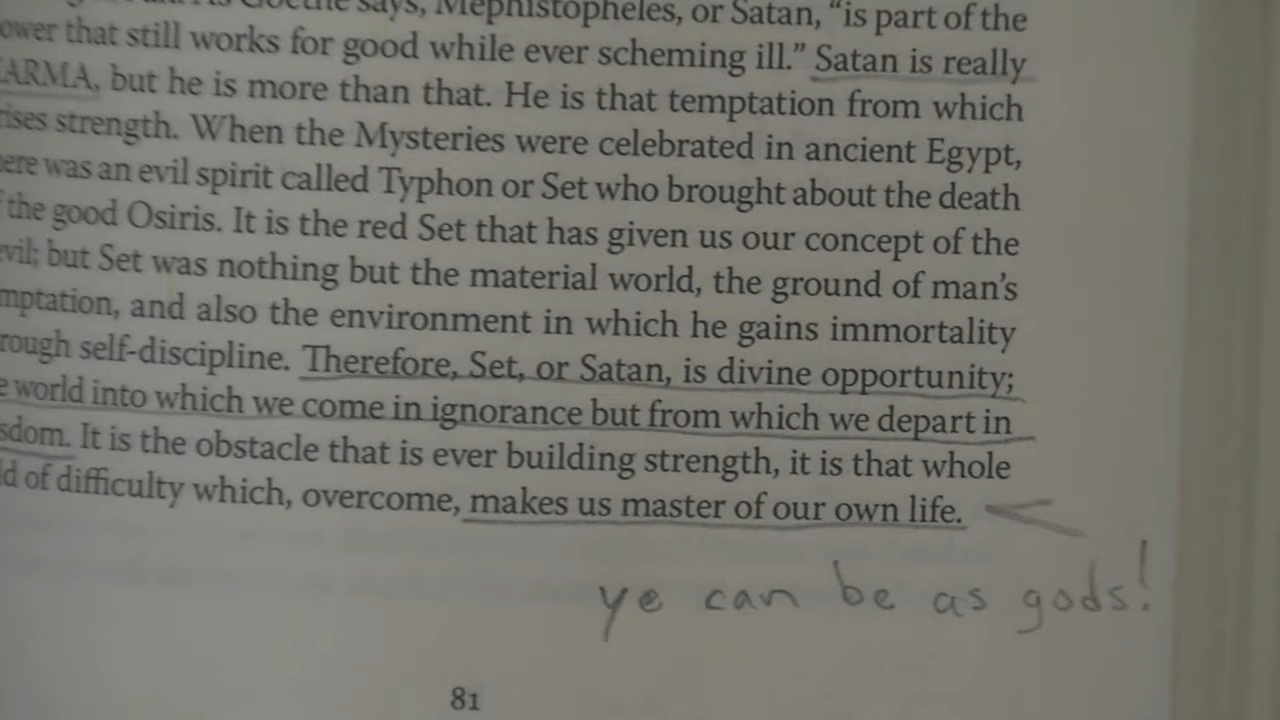 Goethe says, Mephistopheles, or Satan, “is part of the
ower that still works for good while ever scheming ill.” Satan is really
ARMA, but he is more than that. He is that temptation from which
rises strength. When the Mysteries were celebrated in ancient Egypt,
ere was an evil spirit called Typhon or Set who brought about the death
the good Osiris. It is the red Set that has given us our concept of the
evil; but Set was nothing but the material world, the ground of man’s
mptation, and also the environment in which he gains immortality
rough self-discipline. Therefore, Set, or Satan, is divine opportunity;
e world into which we come in ignorance but from which we depart in
sdom. It is the obstacle that is ever building strength, it is that whole
ld of difficulty which, overcome, makes us master of our own life.
ye can be as gods!
81